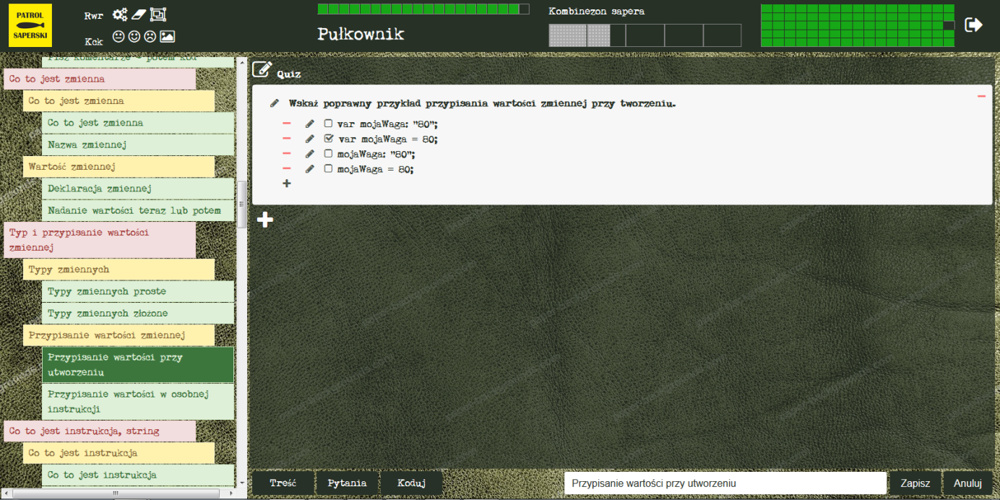 PATROL
SAPERSKI
Rwr
Kck
Pułkownik
Kombinezon sapera
Pisz komentarze - potem kod
Co to jest zmienna
Co to jest zmienna
Co to jest zmienna
Nazwa zmiennej
Wartość zmiennej
Deklaracja zmiennej
Nadanie wartości teraz lub potem
Typ i przypisanie wartości
zmiennej
Typy zmiennych
Typy zmiennych proste
Typy zmiennych złożone
Przypisanie wartości zmiennej
Przypisanie wartości przy
utworzeniu
Przypisanie wartości w osobnej
instrukcji
Co to jest instrukcja, string
Co to jest instrukcja
Co to jest instrukcja
Quiz
Wskaż poprawny przykład przypisania wartości zmiennej przy tworzeniu.
var mojaWaga: "80";
var mojaWaga = 80;
mojaWaga: "80";
mojaWaga = 80;
Treść
Pytania
Koduj
Przypisanie wartości przy utworzeniu
Zapisz
Anuluj